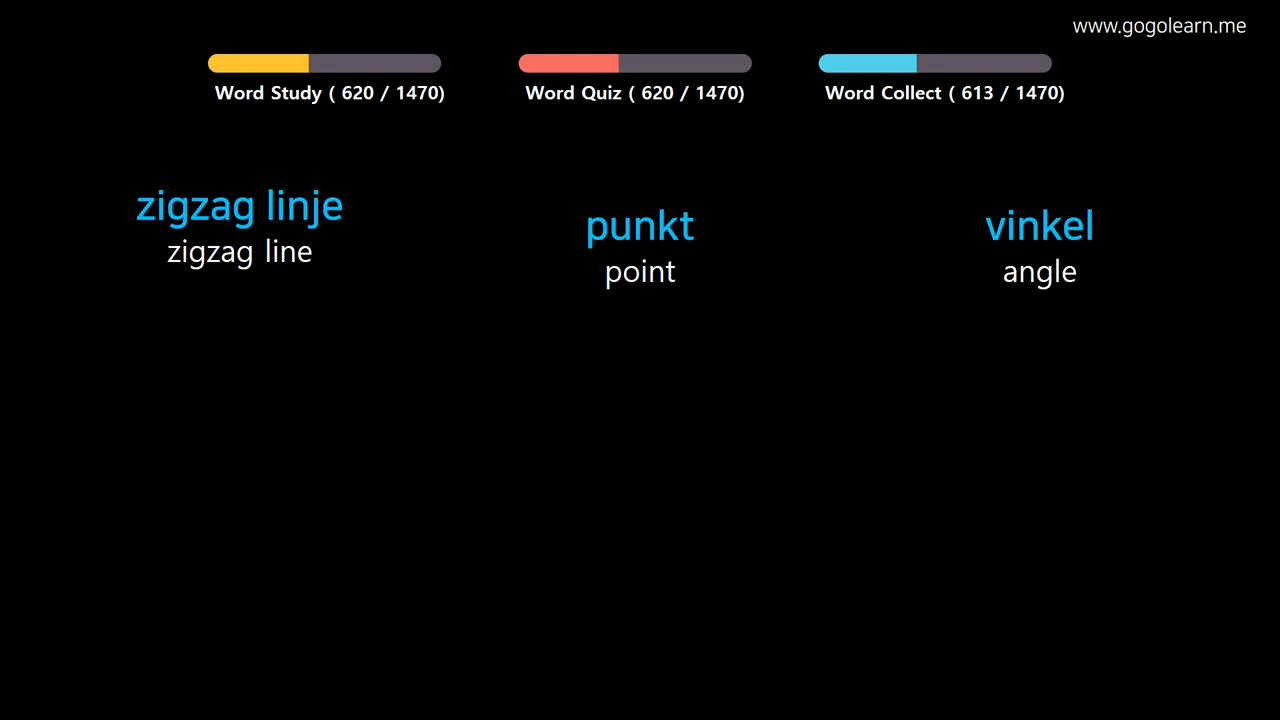 www.gogolearn.me
Word Study ( 620 / 1470)
Word Quiz ( 620 / 1470)
Word Collect ( 613 / 1470)
zigzag linje
zigzag line
punkt
point
vinkel
angle